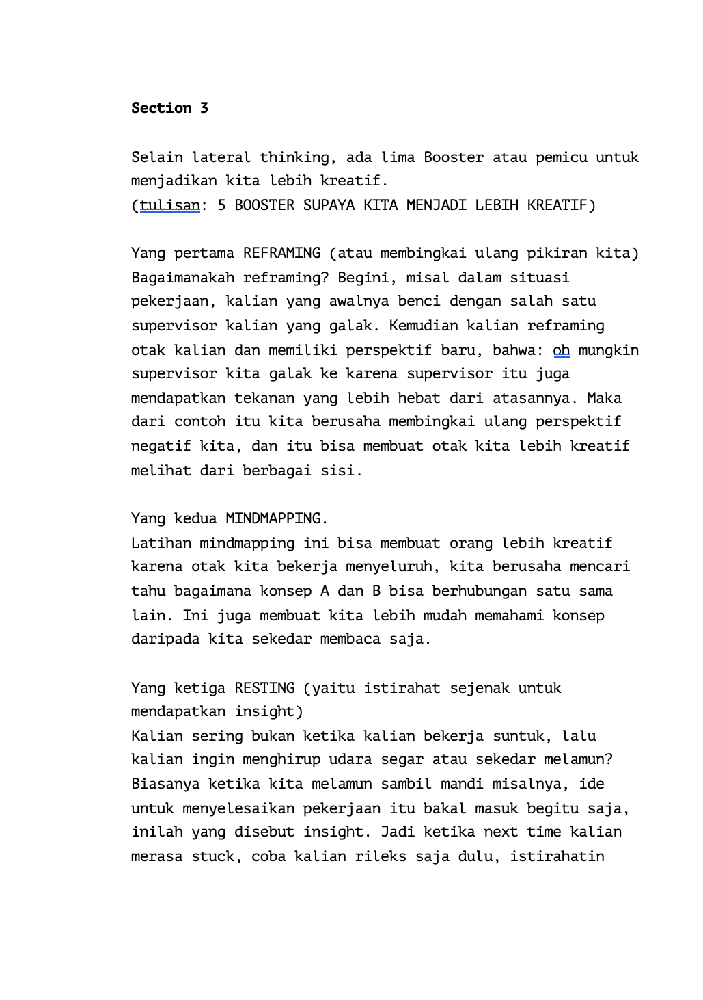 Section 3
Selain lateral thinking, ada lima Booster atau pemicu untuk
menjadikan kita lebih kreatif.
(tulisan: 5 BOOSTER SUPAYA KITA MENJADI LEBIH KREATIF)
Yang pertama REFRAMING (atau membingkai ulang pikiran kita)
Bagaimanakah reframing? Begini, misal dalam situasi
pekerjaan, kalian yang awalnya benci dengan salah satu
supervisor kalian yang galak. Kemudian kalian reframing
otak kalian dan memiliki perspektif baru, bahwa: oh mungkin
supervisor kita galak ke karena supervisor itu juga
mendapatkan tekanan yang lebih hebat dari atasannya. Maka
dari contoh itu kita berusaha membingkai ulang perspektif
negatif kita, dan itu bisa membuat otak kita lebih kreatif
melihat dari berbagai sisi.
Yang kedua MINDMAPPING.
Latihan mindmapping ini bisa membuat orang lebih kreatif
karena otak kita bekerja menyeluruh, kita berusaha mencari
tahu bagaimana konsep A dan B bisa berhubungan satu sama
lain. Ini juga membuat kita lebih mudah memahami konsep
daripada kita sekedar membaca saja.
Yang ketiga RESTING (yaitu istirahat sejenak untuk
mendapatkan insight)
Kalian sering bukan ketika kalian bekerja suntuk, lalu
kalian ingin menghirup udara segar atau sekedar melamun?
Biasanya ketika kita melamun sambil mandi misalnya, ide
untuk menyelesaikan pekerjaan itu bakal masuk begitu saja,
inilah yang disebut insight. Jadi ketika next time kalian
merasa stuck, coba kalian rileks saja dulu, istirahatin